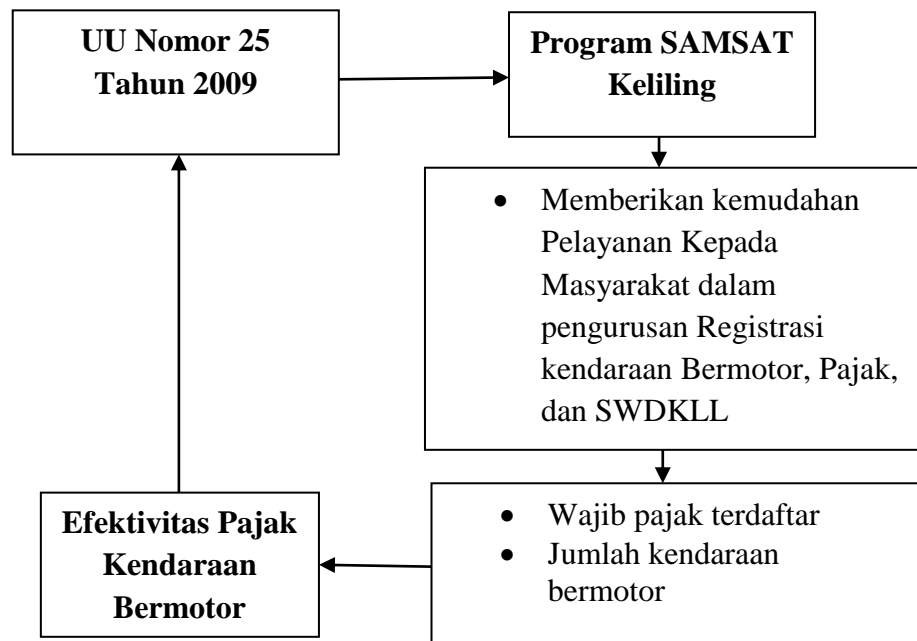 UU Nomor 25
Tahun 2009
Program SAMSAT
Keliling
• Memberikan kemudahan
Pelayanan Kepada
Masyarakat dalam
pengurusan Registrasi
kendaraan Bermotor, Pajak,
dan SWDKLL
• Wajib pajak terdaftar
• Jumlah kendaraan
bermotor
Efektivitas Pajak
Kendaraan
Bermotor